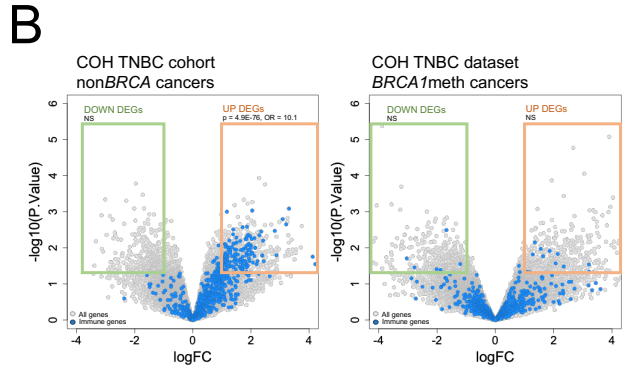 B
COH TNBC cohort
nonBRCA cancers
6
5
4
3
2
1
0
-log10(P.Value)
DOWN DEGs
NS
UP DEGs
p = 4.9E-76, OR = 10.1
All genes
Immune genes
-4 -2 0 2 4
logFC
COH TNBC dataset
BRCA1meth cancers
6
5
4
3
2
1
0
-log10(P.Value)
DOWN DEGs
NS
UP DEGs
NS
All genes
Immune genes
-4 -2 0 2 4
logFC